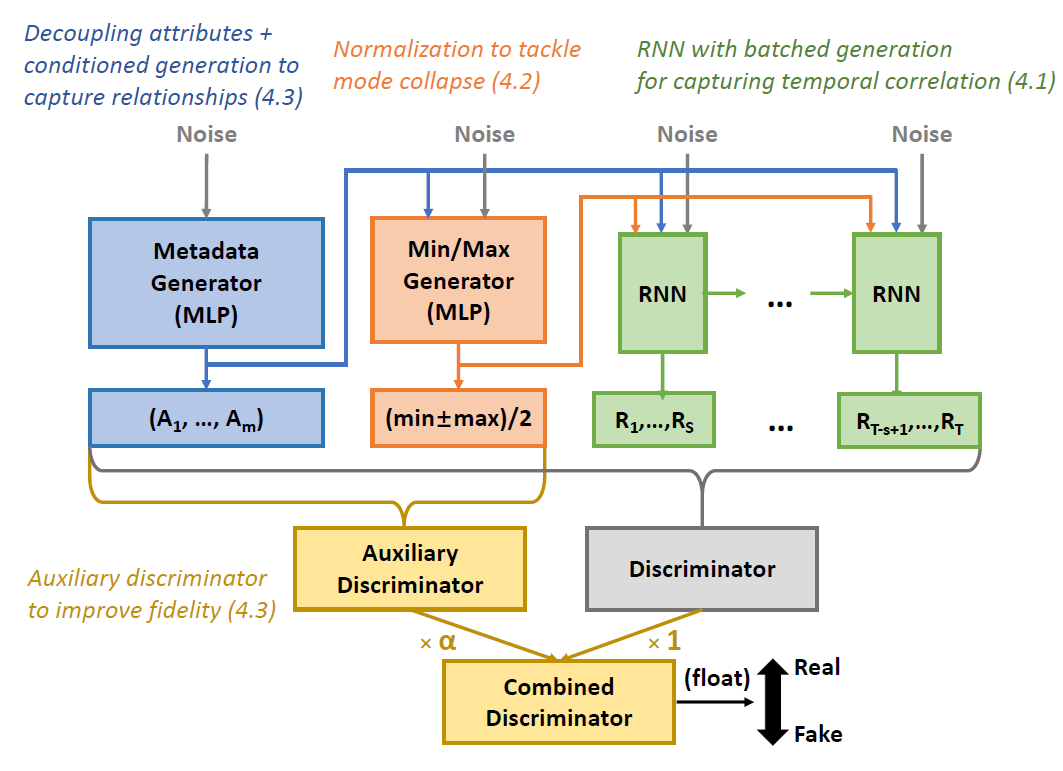 Decoupling attributes +
conditioned generation to
capture relationships (4.3)
Normalization to tackle
mode collapse (4.2)
RNN with batched generation
for capturing temporal correlation (4.1)
Noise
Noise
Noise
Noise
Metadata
Generator
(MLP)
Min/Max
Generator
(MLP)
RNN
...
RNN
(A₁, ..., Aₘ)
(min±max)/2
R₁,...,R_S
...
R_{T-s+1},...,R_T
Auxiliary
Discriminator
Discriminator
Auxiliary discriminator
to improve fidelity (4.3)
× α
× 1
Combined
Discriminator
(float)
Real
Fake